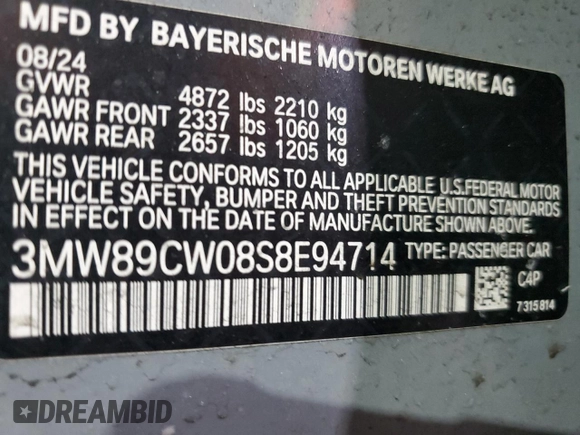 MFD BY BAYERISCHE MOTOREN WERKE AG
08/24
GVWR 4872 lbs 2210 kg
GAWR FRONT 2337 lbs 1060 kg
GAWR REAR 2657 lbs 1205 kg
THIS VEHICLE CONFORMS TO ALL APPLICABLE U.S.FEDERAL MOTOR
VEHICLE SAFETY, BUMPER AND THEFT PREVENTION STANDARDS
IN EFFECT ON THE DATE OF MANUFACTURE SHOWN ABOVE.
3MW89CW08S8E94714 TYPE: PASSENGER CAR
C4P
7315814
DREAMBID